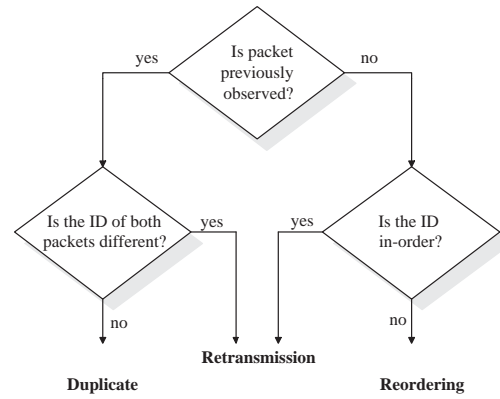 Is packet
previously
observed?
yes
no
Is the ID of both
packets different?
yes
no
Is the ID
in-order?
yes
no
Retransmission
Duplicate
Reordering